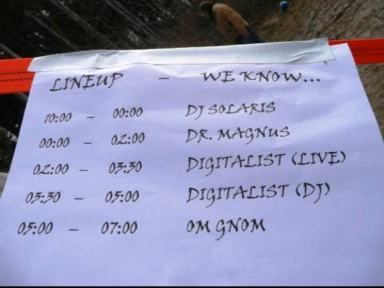 LINEUP - WE KNOW...
10:00 - 00:00 DJ SOLARIS
00:00 - 02:00 DR. MAGNUS
02:00 - 03:30 DIGITALIST (LIVE)
03:30 - 05:00 DIGITALIST (DJ)
05:00 - 07:00 OM GNOM